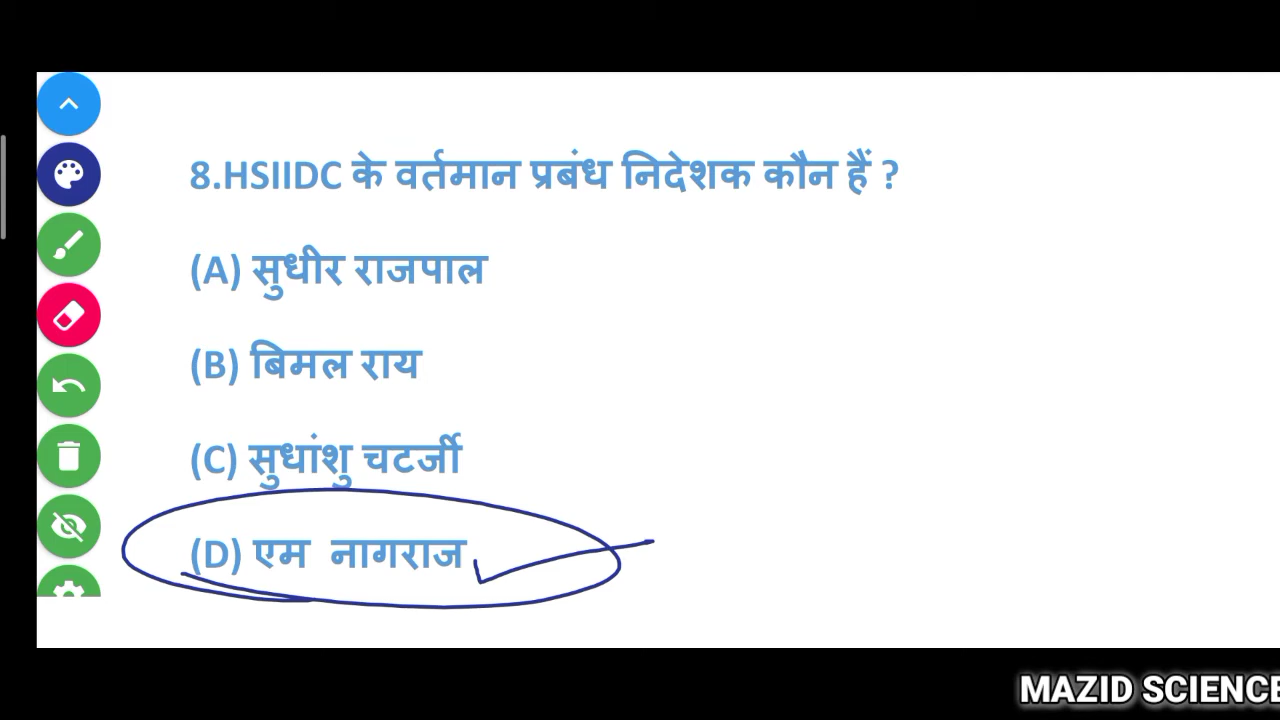 8.HSIIDC के वर्तमान प्रबंध निदेशक कौन हैं ?
(A) सुधीर राजपाल
(B) बिमल राय
(C) सुधांशु चटर्जी
(D) एम नागराज
MAZID SCIENCE